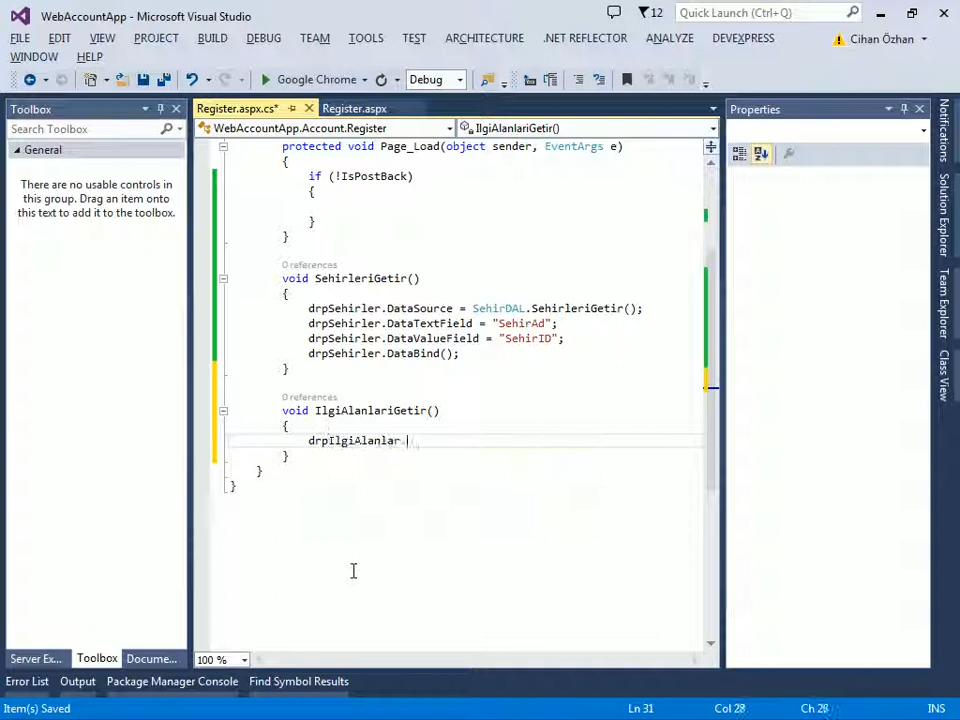 WebAccountApp - Microsoft Visual Studio
12
Quick Launch (Ctrl+Q)
FILE EDIT VIEW PROJECT BUILD DEBUG TEAM TOOLS TEST ARCHITECTURE .NET REFLECTOR ANALYZE DEVEXPRESS
Cihan Özhan
WINDOW HELP
Google Chrome
Debug
Toolbox
Register.aspx.cs*
Register.aspx
Properties
Search Toolbox
WebAccountApp.Account.Register
IlgiAlanlariGetir()
General
There are no usable controls in
this group. Drag an item onto
this text to add it to the toolbox.
protected void Page_Load(object sender, EventArgs e)
{
if (!IsPostBack)
{
}
}
0 references
void SehirleriGetir()
{
drpSehirler.DataSource = SehirDAL.SehirleriGetir();
drpSehirler.DataTextField = "SehirAd";
drpSehirler.DataValueField = "SehirID";
drpSehirler.DataBind();
}
0 references
void IlgiAlanlariGetir()
{
drpIlgiAlanlar.
}
}
}
Notifications
Solution Explorer
Team Explorer
Class View
100 %
Server Ex...
Toolbox
Docume...
Error List
Output
Package Manager Console
Find Symbol Results
Item(s) Saved
Ln 31
Col 28
Ch 28
INS